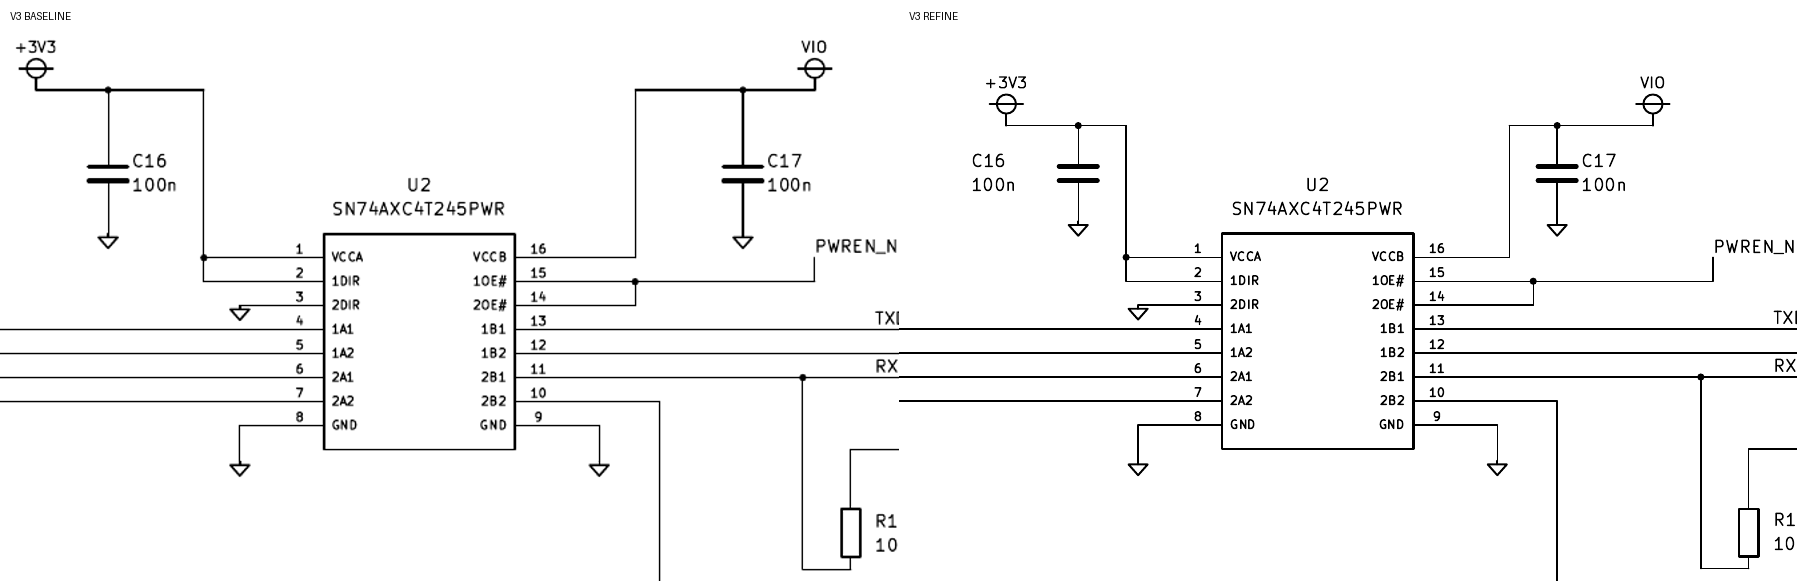 V3 BASELINE
+3V3
VIO
C16
100n
C17
100n
U2
SN74AXC4T245PWR
PWREN_N
1 VCCA VCCB 16
2 1DIR 1OE# 15
3 2DIR 2OE# 14
4 1A1 1B1 13
5 1A2 1B2 12
6 2A1 2B1 11
7 2A2 2B2 10
8 GND GND 9
RX
R1
10
V3 REFINE
+3V3
VIO
C16
100n
C17
100n
U2
SN74AXC4T245PWR
PWREN_N
1 VCCA VCCB 16
2 1DIR 1OE# 15
3 2DIR 2OE# 14
4 1A1 1B1 13
5 1A2 1B2 12
6 2A1 2B1 11
7 2A2 2B2 10
8 GND GND 9
RX
R1
10